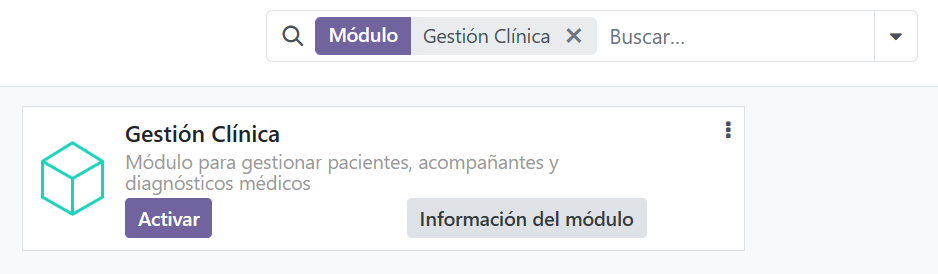 Módulo Gestión Clínica Buscar...
Gestión Clínica
Módulo para gestionar pacientes, acompañantes y
diagnósticos médicos
Activar Información del módulo